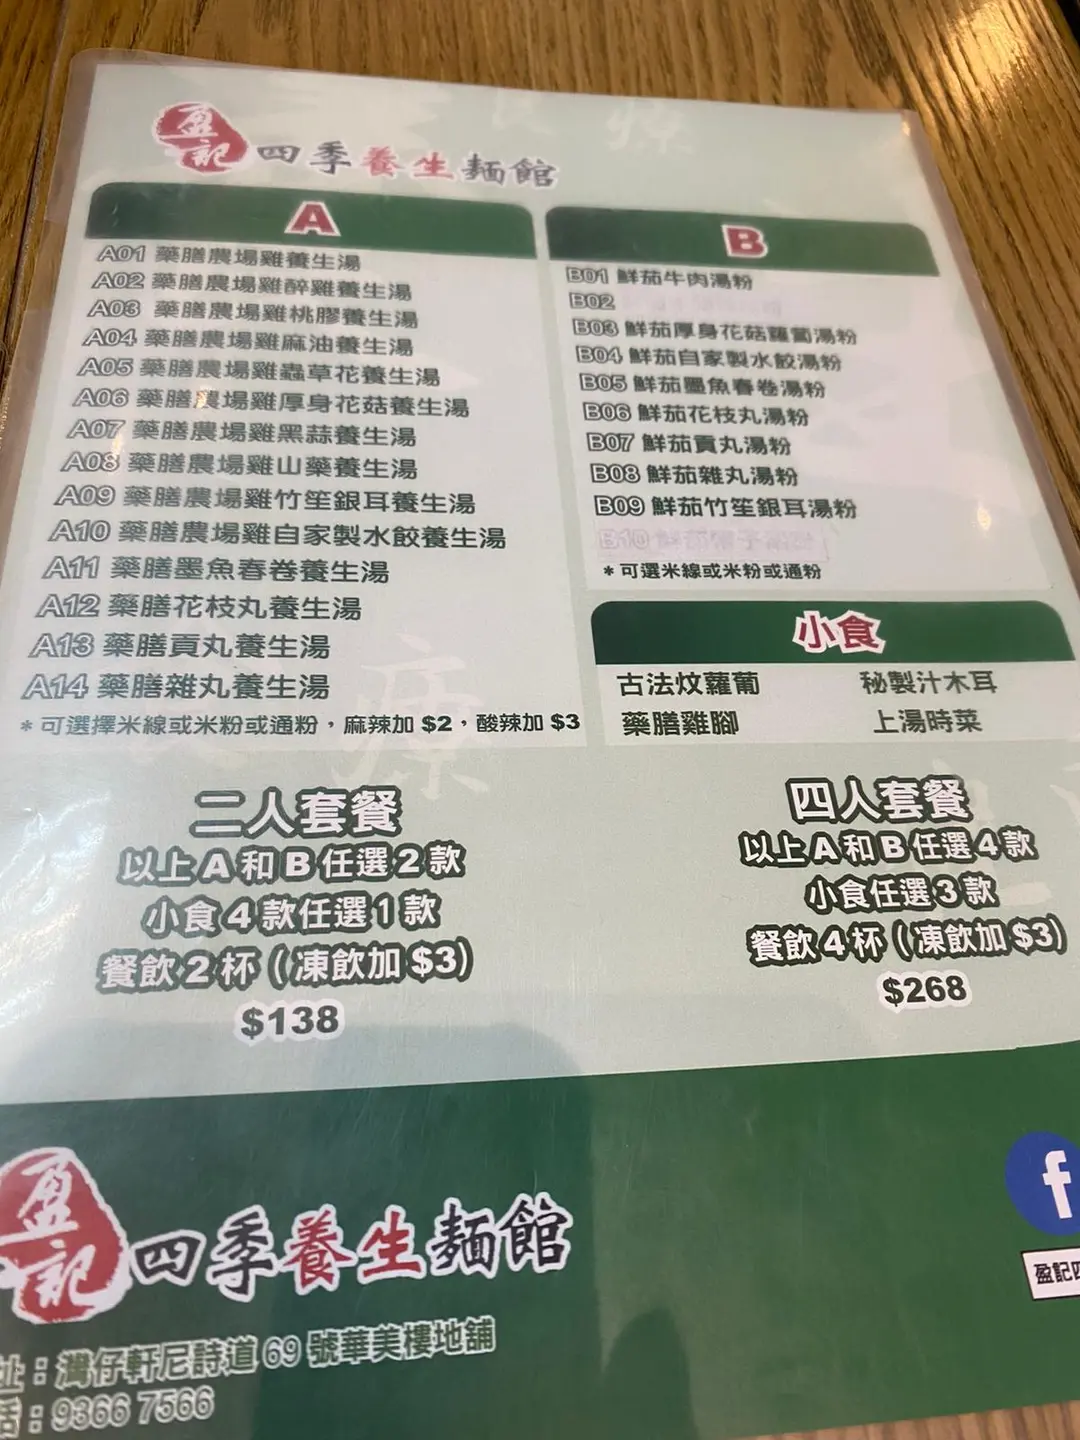 盈記 四季養生麵館
A
A01 藥膳農場雞養生湯
A02 藥膳農場雞醉雞養生湯
A03 藥膳農場雞桃膠養生湯
A04 藥膳農場雞麻油養生湯
A05 藥膳農場雞蟲草花養生湯
A06 藥膳農場雞厚身花菇養生湯
A07 藥膳農場雞黑蒜養生湯
A08 藥膳農場雞山藥養生湯
A09 藥膳農場雞竹笙銀耳養生湯
A10 藥膳農場雞自家製水餃養生湯
A11 藥膳墨魚春卷養生湯
A12 藥膳花枝丸養生湯
A13 藥膳貢丸養生湯
A14 藥膳雜丸養生湯
*可選擇米線或米粉或通粉，麻辣加 $2，酸辣加 $3
B
B01 鮮茄牛肉湯粉
B02
B03 鮮茄厚身花菇蘿蔔湯粉
B04 鮮茄自家製水餃湯粉
B05 鮮茄墨魚春卷湯粉
B06 鮮茄花枝丸湯粉
B07 鮮茄貢丸湯粉
B08 鮮茄雜丸湯粉
B09 鮮茄竹笙銀耳湯粉
B10
*可選米線或米粉或通粉
小食
古法炆蘿蔔 秘製汁木耳
藥膳雞腳 上湯時菜
二人套餐
以上 A 和 B 任選 2 款
小食 4 款任選 1 款
餐飲 2 杯（凍飲加 $3）
$138
四人套餐
以上 A 和 B 任選 4 款
小食任選 3 款
餐飲 4 杯（凍飲加 $3）
$268
盈記 四季養生麵館
f
盈記四
址：灣仔軒尼詩道 69 號華美樓地舖
話：9366 7566